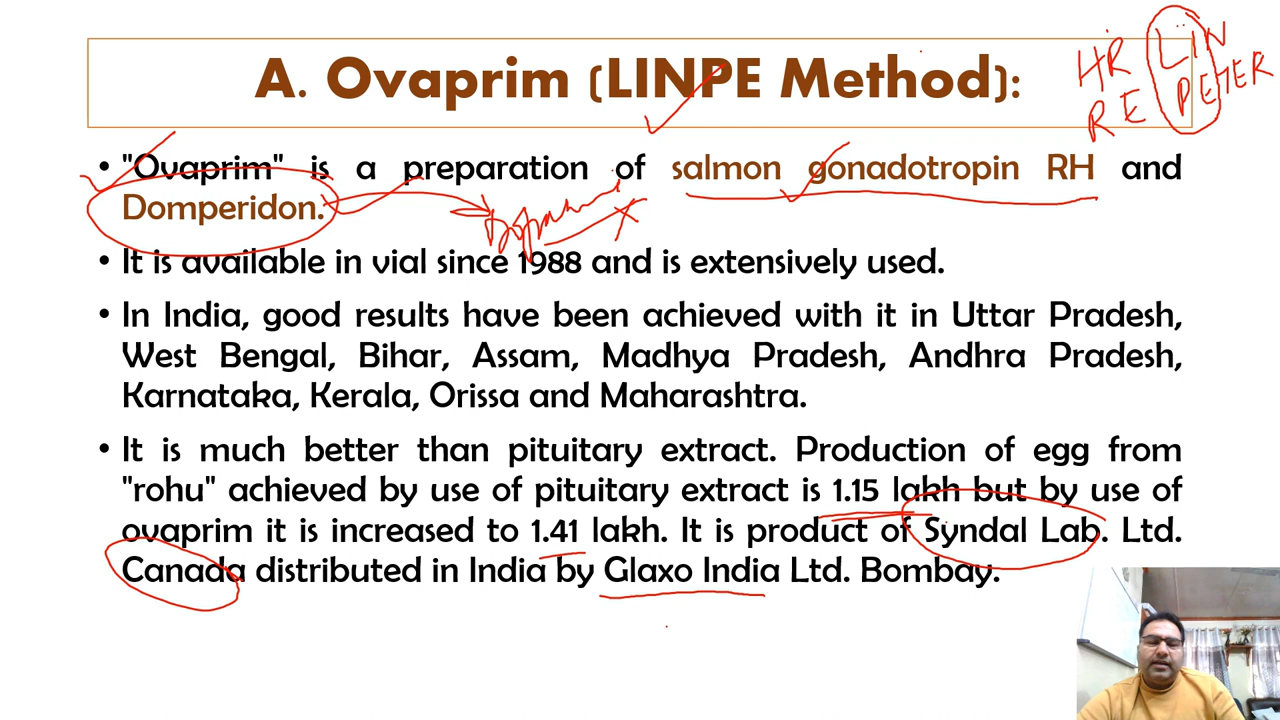 A. Ovaprim (LINPE Method):
HR LIN
RE PETER
• "Ovaprim" is a preparation of salmon gonadotropin RH and
Domperidon.
• It is available in vial since 1988 and is extensively used.
• In India, good results have been achieved with it in Uttar Pradesh,
West Bengal, Bihar, Assam, Madhya Pradesh, Andhra Pradesh,
Karnataka, Kerala, Orissa and Maharashtra.
• It is much better than pituitary extract. Production of egg from
"rohu" achieved by use of pituitary extract is 1.15 lakh but by use of
ovaprim it is increased to 1.41 lakh. It is product of Syndal Lab. Ltd.
Canada distributed in India by Glaxo India Ltd. Bombay.